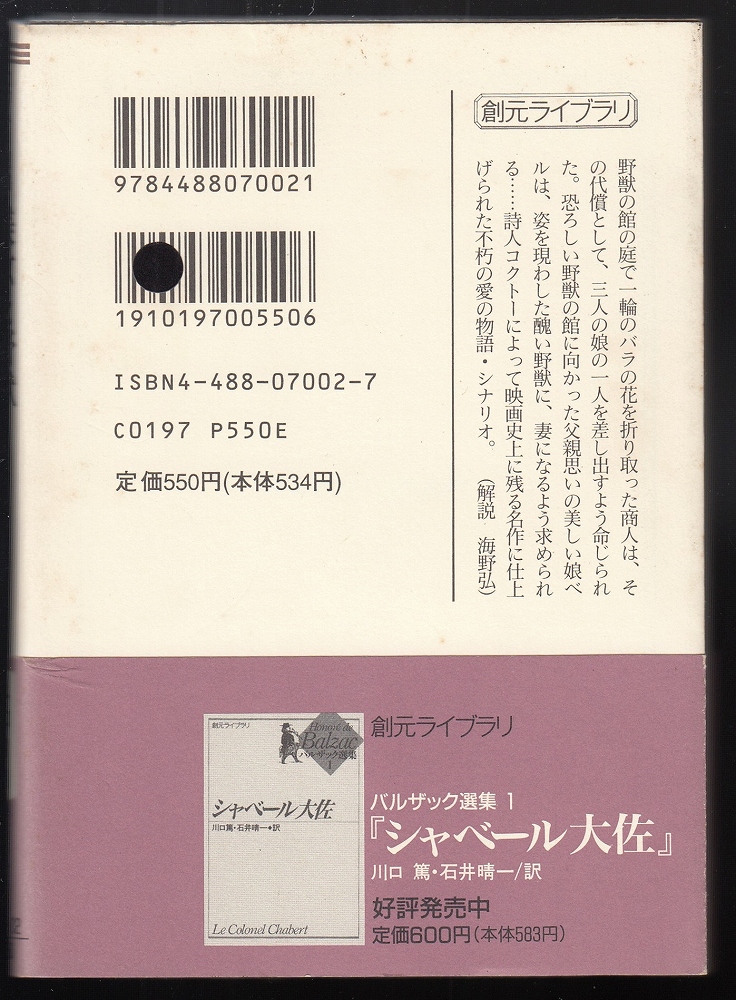 創元ライブラリ
野獣の館の庭で一輪のバラの花を折り取った商人は、そ
の代償として、三人の娘の一人を差し出すよう命じられ
た。恐ろしい野獣の館に向かった父親思いの美しい娘ベ
ルは、姿を現わした醜い野獣に、妻になるよう求められ
る……詩人コクトーによって映画史上に残る名作に仕上
げられた不朽の愛の物語・シナリオ。
（解説 海野弘）
9784488070021
1910197005506
ISBN4-488-07002-7
C0197 P550E
定価550円(本体534円)
創元ライブラリ
Honoré de
Balzac
バルザック選集
1
シャベール大佐
川口篤・石井晴一●訳
Le Colonel Chabert
創元ライブラリ
バルザック選集 1
『シャベール大佐』
川口 篤・石井晴一/訳
好評発売中
定価600円(本体583円)